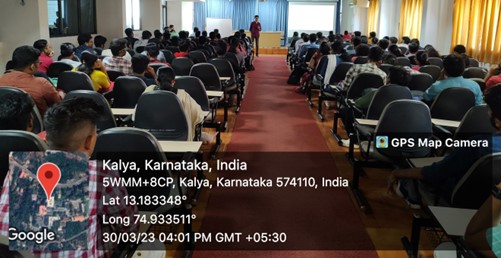 GPS Map Camera
Kalya, Karnataka, India
5WMM+8CP, Kalya, Karnataka 574110, India
Lat 13.183348°
Long 74.933511°
30/03/23 04:01 PM GMT +05:30
Google